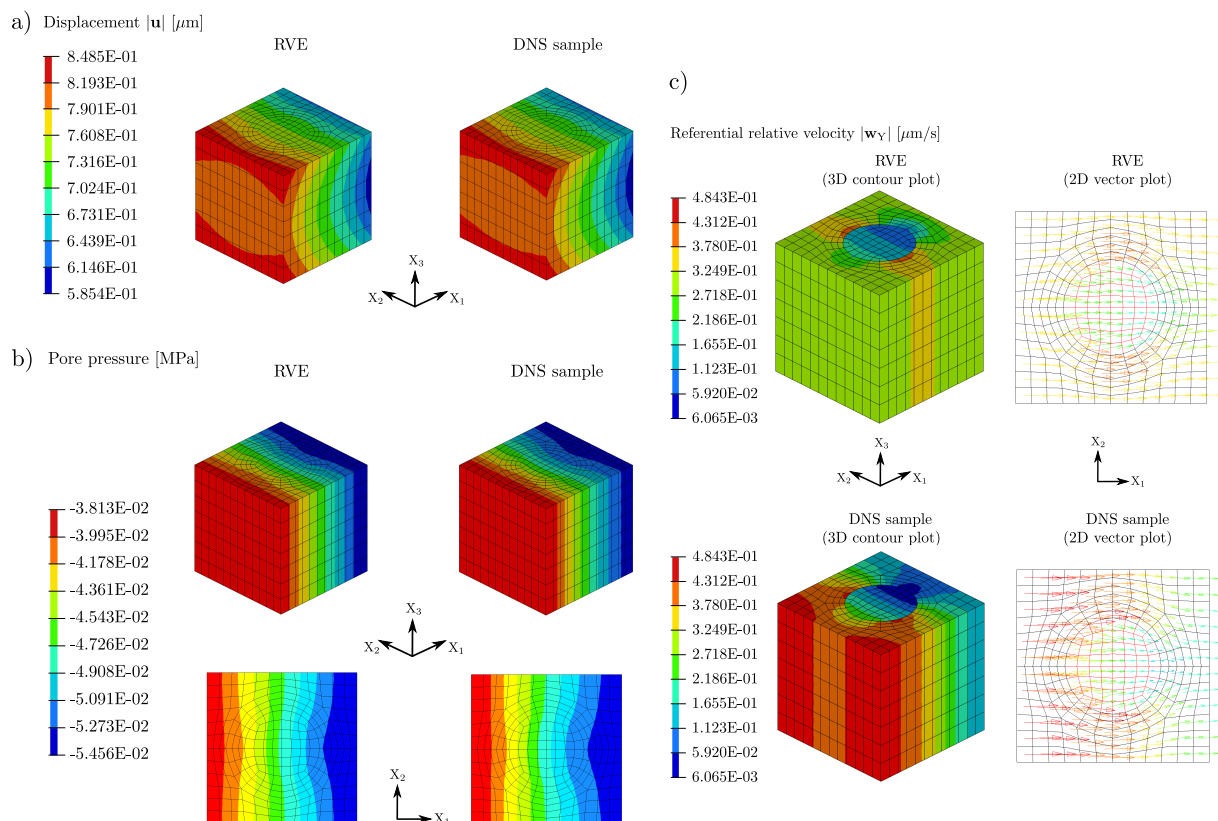 a) Displacement |u| [μm]
RVE
DNS sample
8.485E-01
8.193E-01
7.901E-01
7.608E-01
7.316E-01
7.024E-01
6.731E-01
6.439E-01
6.146E-01
5.854E-01
X3
X2
X1
b) Pore pressure [MPa]
RVE
DNS sample
-3.813E-02
-3.995E-02
-4.178E-02
-4.361E-02
-4.543E-02
-4.726E-02
-4.908E-02
-5.091E-02
-5.273E-02
-5.456E-02
X3
X2
X1
X2
c)
Referential relative velocity |wY| [μm/s]
RVE
(3D contour plot)
RVE
(2D vector plot)
4.843E-01
4.312E-01
3.780E-01
3.249E-01
2.718E-01
2.186E-01
1.655E-01
1.123E-01
5.920E-02
6.065E-03
X3
X2
X1
X2
X1
DNS sample
(3D contour plot)
DNS sample
(2D vector plot)
4.843E-01
4.312E-01
3.780E-01
3.249E-01
2.718E-01
2.186E-01
1.655E-01
1.123E-01
5.920E-02
6.065E-03